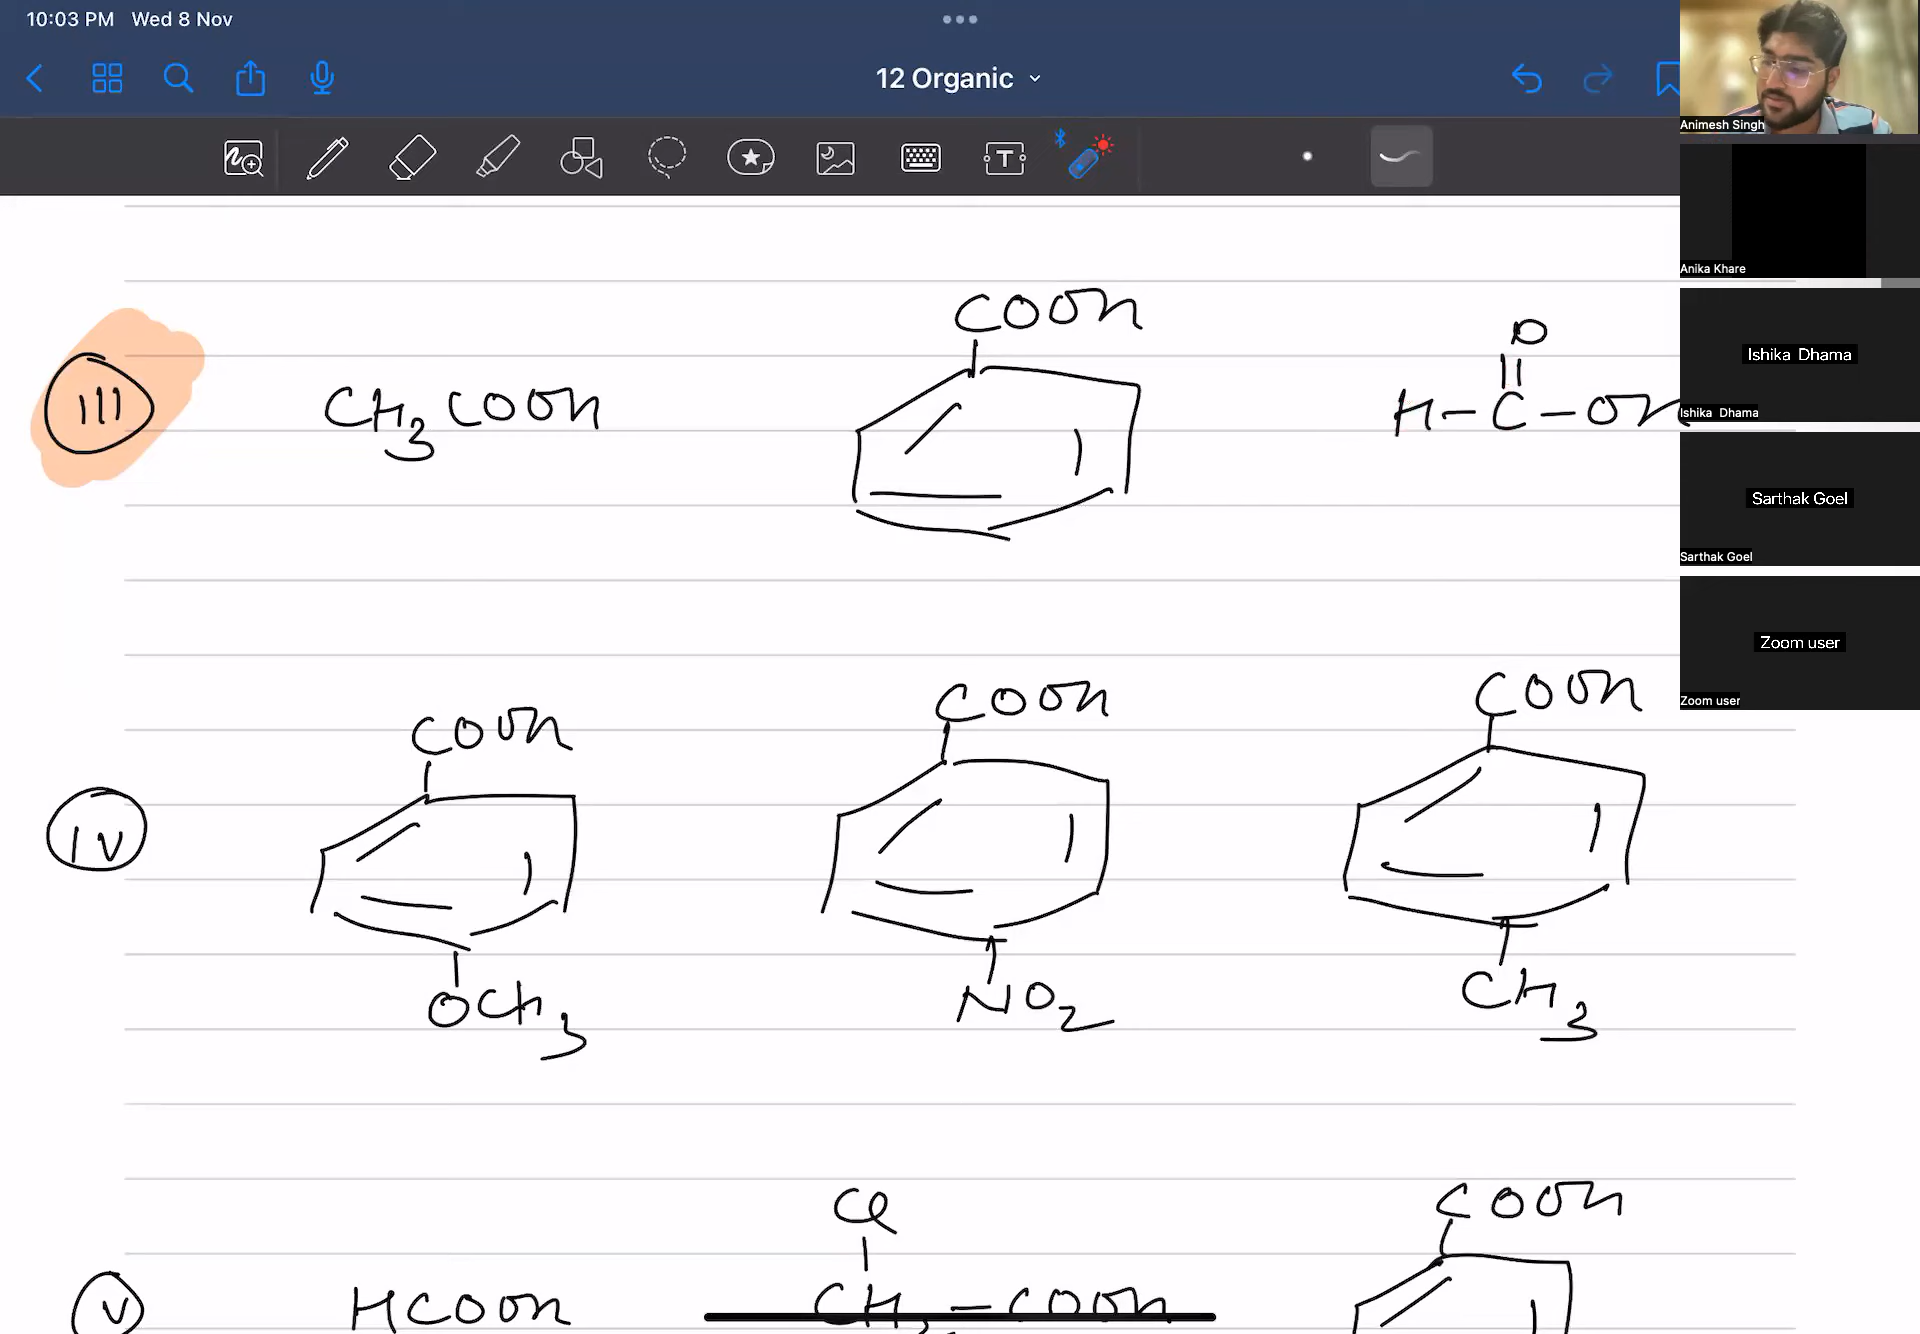 10:03 PM Wed 8 Nov
12 Organic
Animesh Singh
Anika Khare
Ishika Dhama
Ishika Dhama
Sarthak Goel
Sarthak Goel
Zoom user
Zoom user
COOH
O
(iii) CH3COOH H-C-OH
COOH COOH COOH
(iv)
OCH3 NO2 CH3
Cl COOH
(v) HCOOH CH2-COOH